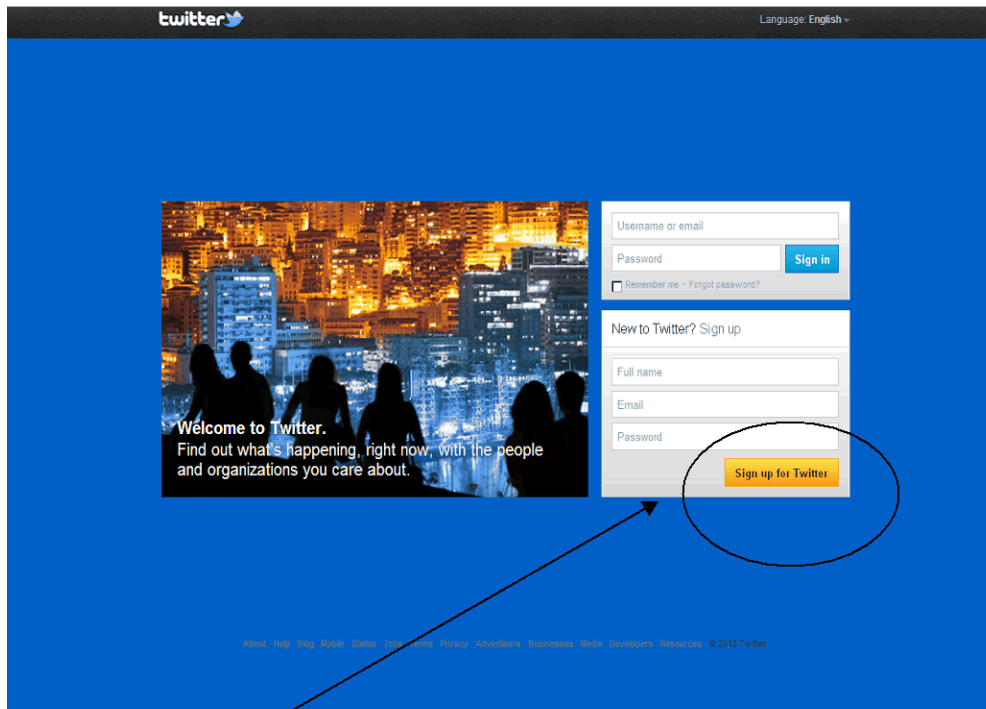 twitter
Language: English
Username or email
Password
Sign in
Remember me · Forgot password?
New to Twitter? Sign up
Full name
Email
Password
Sign up for Twitter
Welcome to Twitter.
Find out what's happening, right now, with the people
and organizations you care about.
About Help Blog Mobile Status Jobs Terms Privacy Advertisers Businesses Media Developers Resources © 2012 Twitter